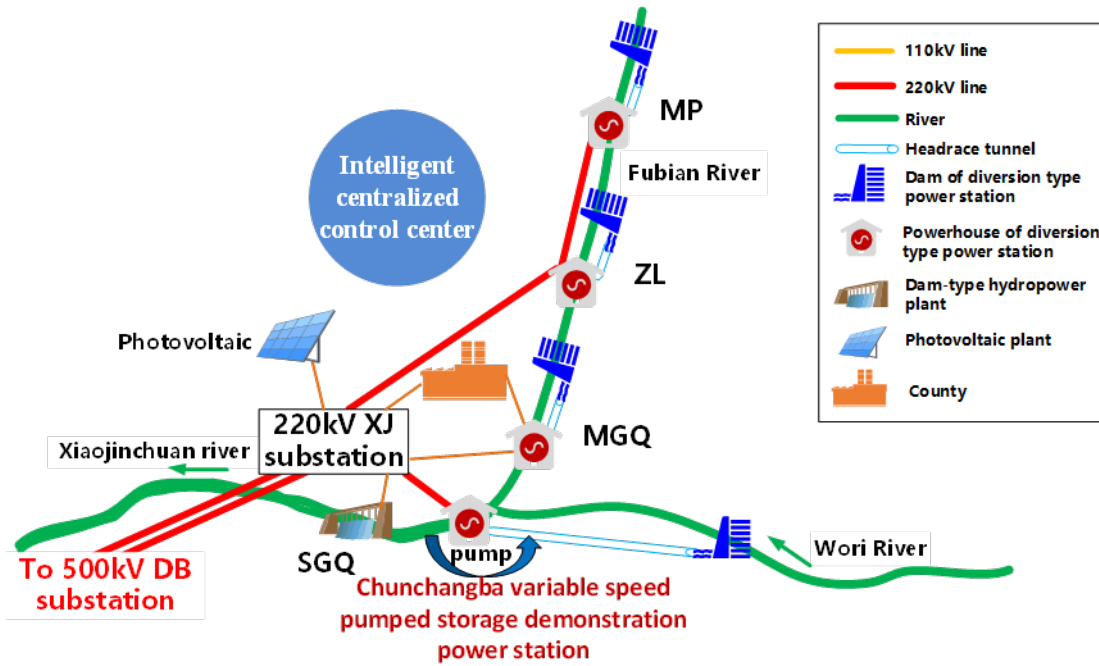 MP
Fubian River
Intelligent
centralized
control center
ZL
Photovoltaic
MGQ
220kV XJ
substation
Xiaojinchuan river
SGQ
pump
Wori River
To 500kV DB
substation
Chunchangba variable speed
pumped storage demonstration
power station
110kV line
220kV line
River
Headrace tunnel
Dam of diversion type
power station
Powerhouse of diversion
type power station
Dam-type hydropower
plant
Photovoltaic plant
County